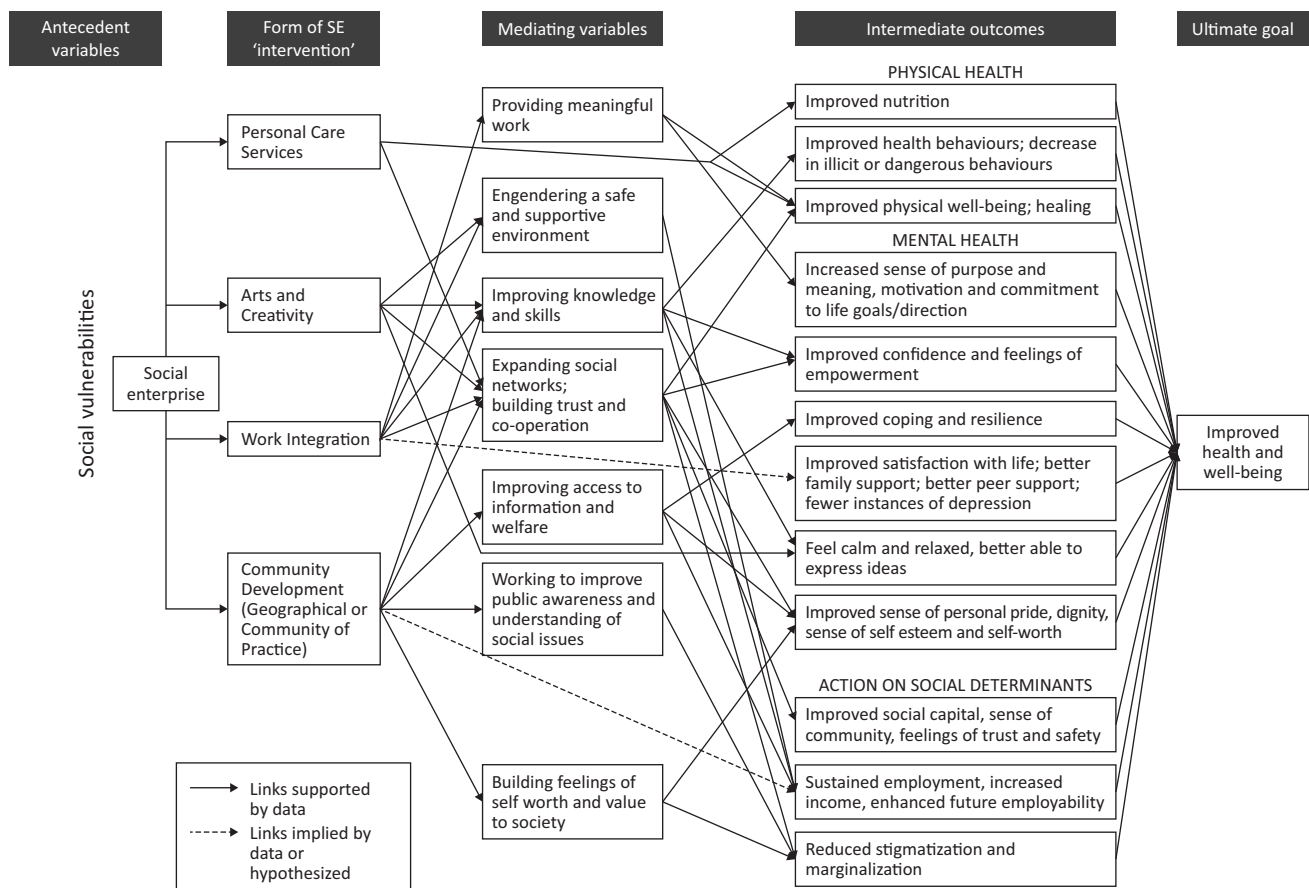 Antecedent
variables
Form of SE
‘intervention’
Mediating variables
Intermediate outcomes
Ultimate goal
Social vulnerabilities
Social
enterprise
Personal Care
Services
Arts and
Creativity
Work Integration
Community
Development
(Geographical or
Community of
Practice)
Providing meaningful
work
Engendering a safe
and supportive
environment
Improving knowledge
and skills
Expanding social
networks;
building trust and
co-operation
Improving access to
information and
welfare
Working to improve
public awareness and
understanding of
social issues
Building feelings of
self worth and value
to society
PHYSICAL HEALTH
Improved nutrition
Improved health behaviours; decrease
in illicit or dangerous behaviours
Improved physical well-being; healing
MENTAL HEALTH
Increased sense of purpose and
meaning, motivation and commitment
to life goals/direction
Improved confidence and feelings of
empowerment
Improved coping and resilience
Improved satisfaction with life; better
family support; better peer support;
fewer instances of depression
Feel calm and relaxed, better able to
express ideas
Improved sense of personal pride, dignity,
sense of self esteem and self-worth
ACTION ON SOCIAL DETERMINANTS
Improved social capital, sense of
community, feelings of trust and safety
Sustained employment, increased
income, enhanced future employability
Reduced stigmatization and
marginalization
Improved
health and
well-being
Links supported
by data
Links implied by
data or
hypothesized